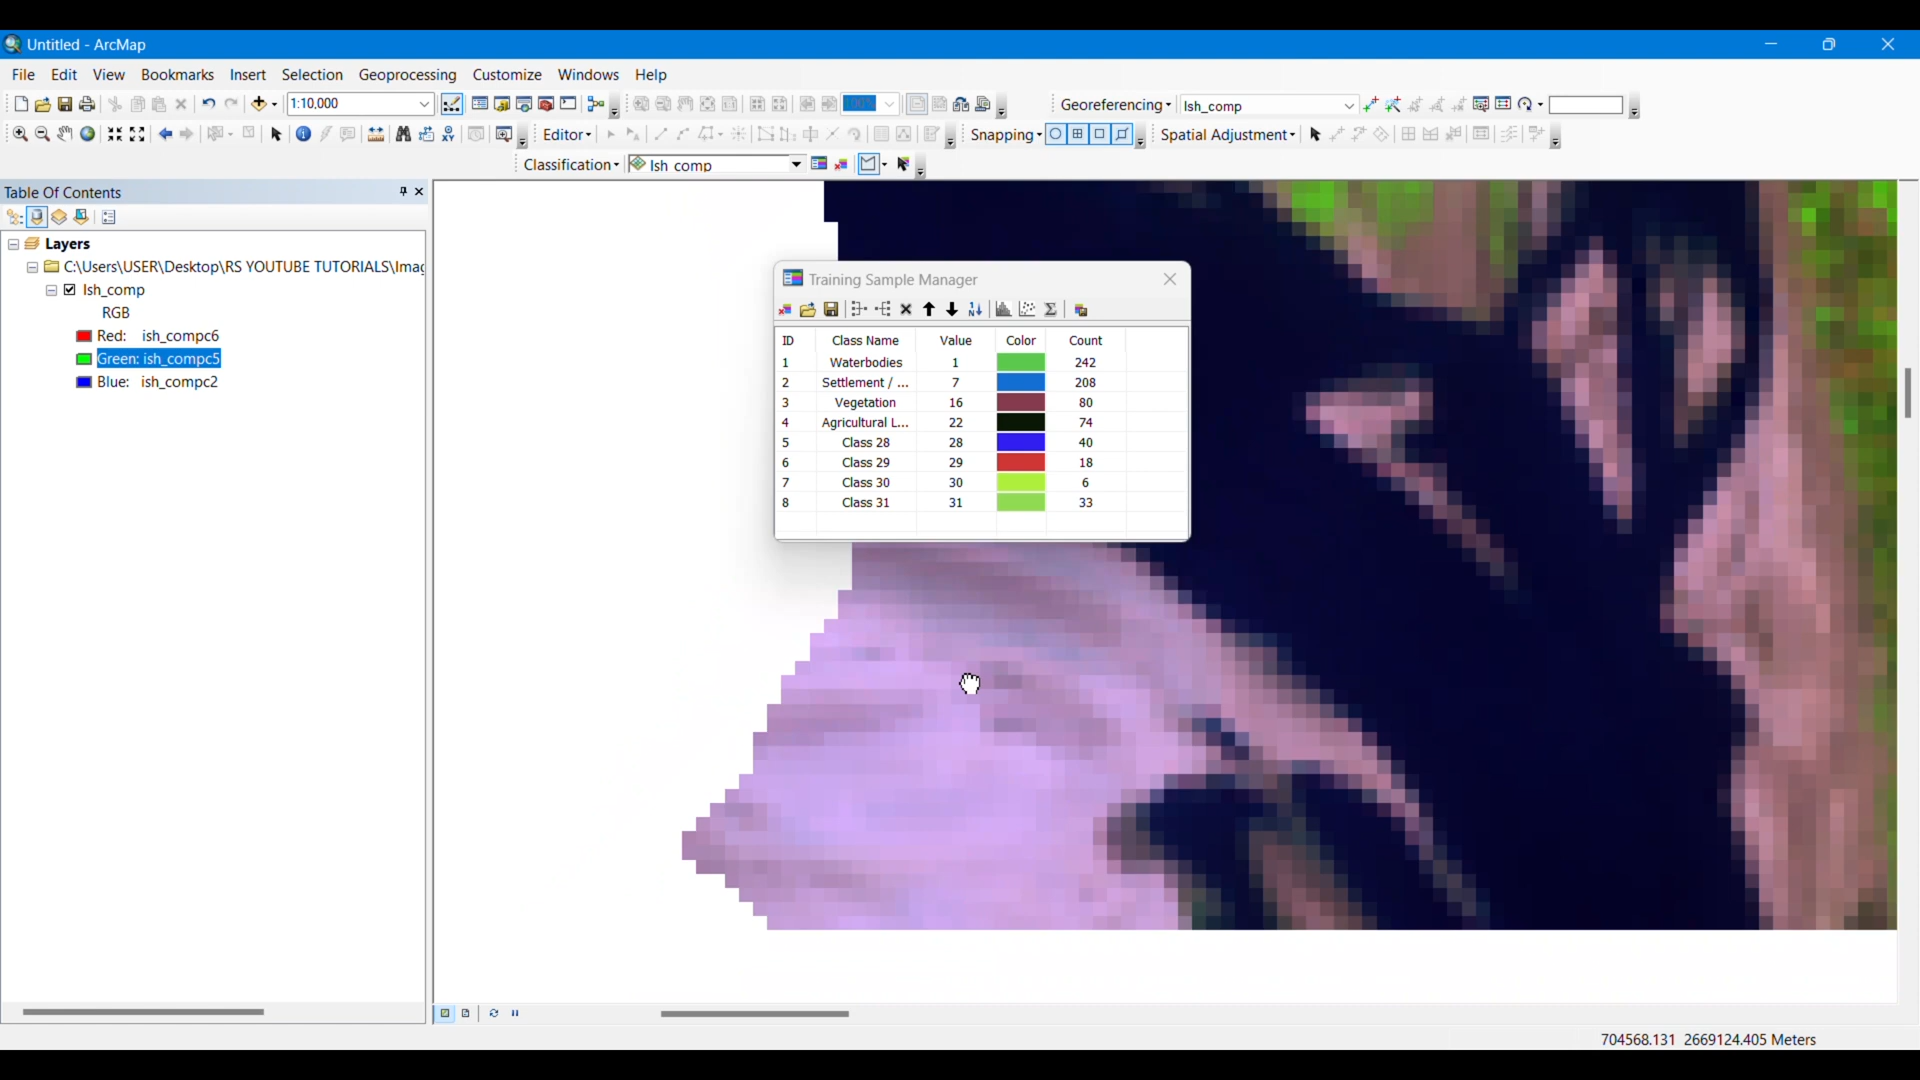 Untitled - ArcMap
File Edit View Bookmarks Insert Selection Geoprocessing Customize Windows Help
1:10,000 100% Georeferencing Ish_comp
Editor Snapping Spatial Adjustment
Classification Ish comp
Table Of Contents
Layers
C:\Users\USER\Desktop\RS YOUTUBE TUTORIALS\Imag
Ish_comp
RGB
Red: ish_compc6
Green: ish_compc5
Blue: ish_compc2
Training Sample Manager
ID Class Name Value Color Count
1 Waterbodies 1 242
2 Settlement / ... 7 208
3 Vegetation 16 80
4 Agricultural L... 22 74
5 Class 28 28 40
6 Class 29 29 18
7 Class 30 30 6
8 Class 31 31 33
704568.131 2669124.405 Meters